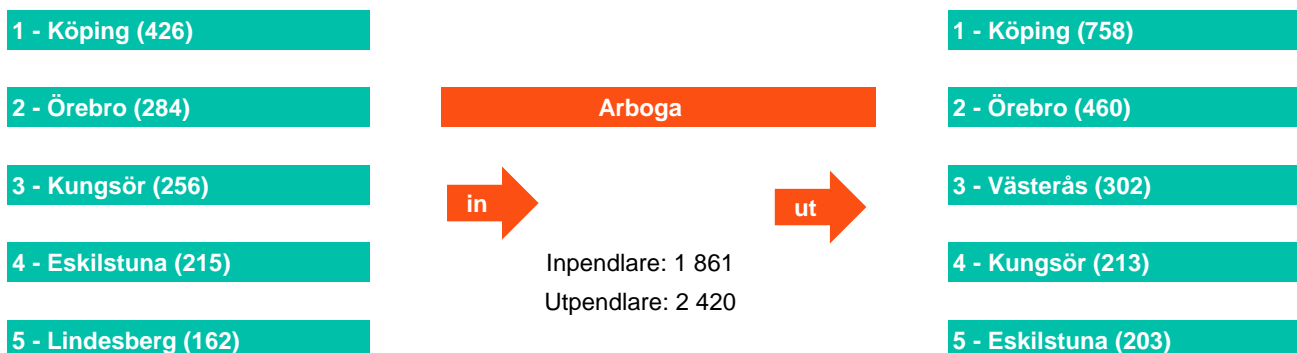 1 - Köping (426)
2 - Örebro (284)
3 - Kungsör (256)
4 - Eskilstuna (215)
5 - Lindesberg (162)
Arboga
in
ut
Inpendlare: 1 861
Utpendlare: 2 420
1 - Köping (758)
2 - Örebro (460)
3 - Västerås (302)
4 - Kungsör (213)
5 - Eskilstuna (203)